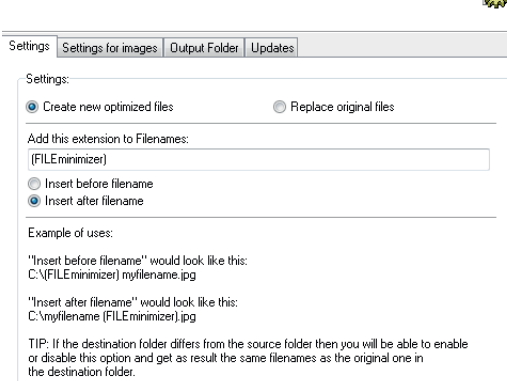 Settings
Settings for images
Output Folder
Updates
Settings:
Create new optimized files
Replace original files
Add this extension to Filenames:
(FILEminimizer)
Insert before filename
Insert after filename
Example of uses:
"Insert before filename" would look like this:
C:\(FILEminimizer) myfilename.jpg
"Insert after filename" would look like this:
C:\myfilename (FILEminimizer).jpg
TIP: If the destination folder differs from the source folder then you will be able to enable
or disable this option and get as result the same filenames as the original one in
the destination folder.